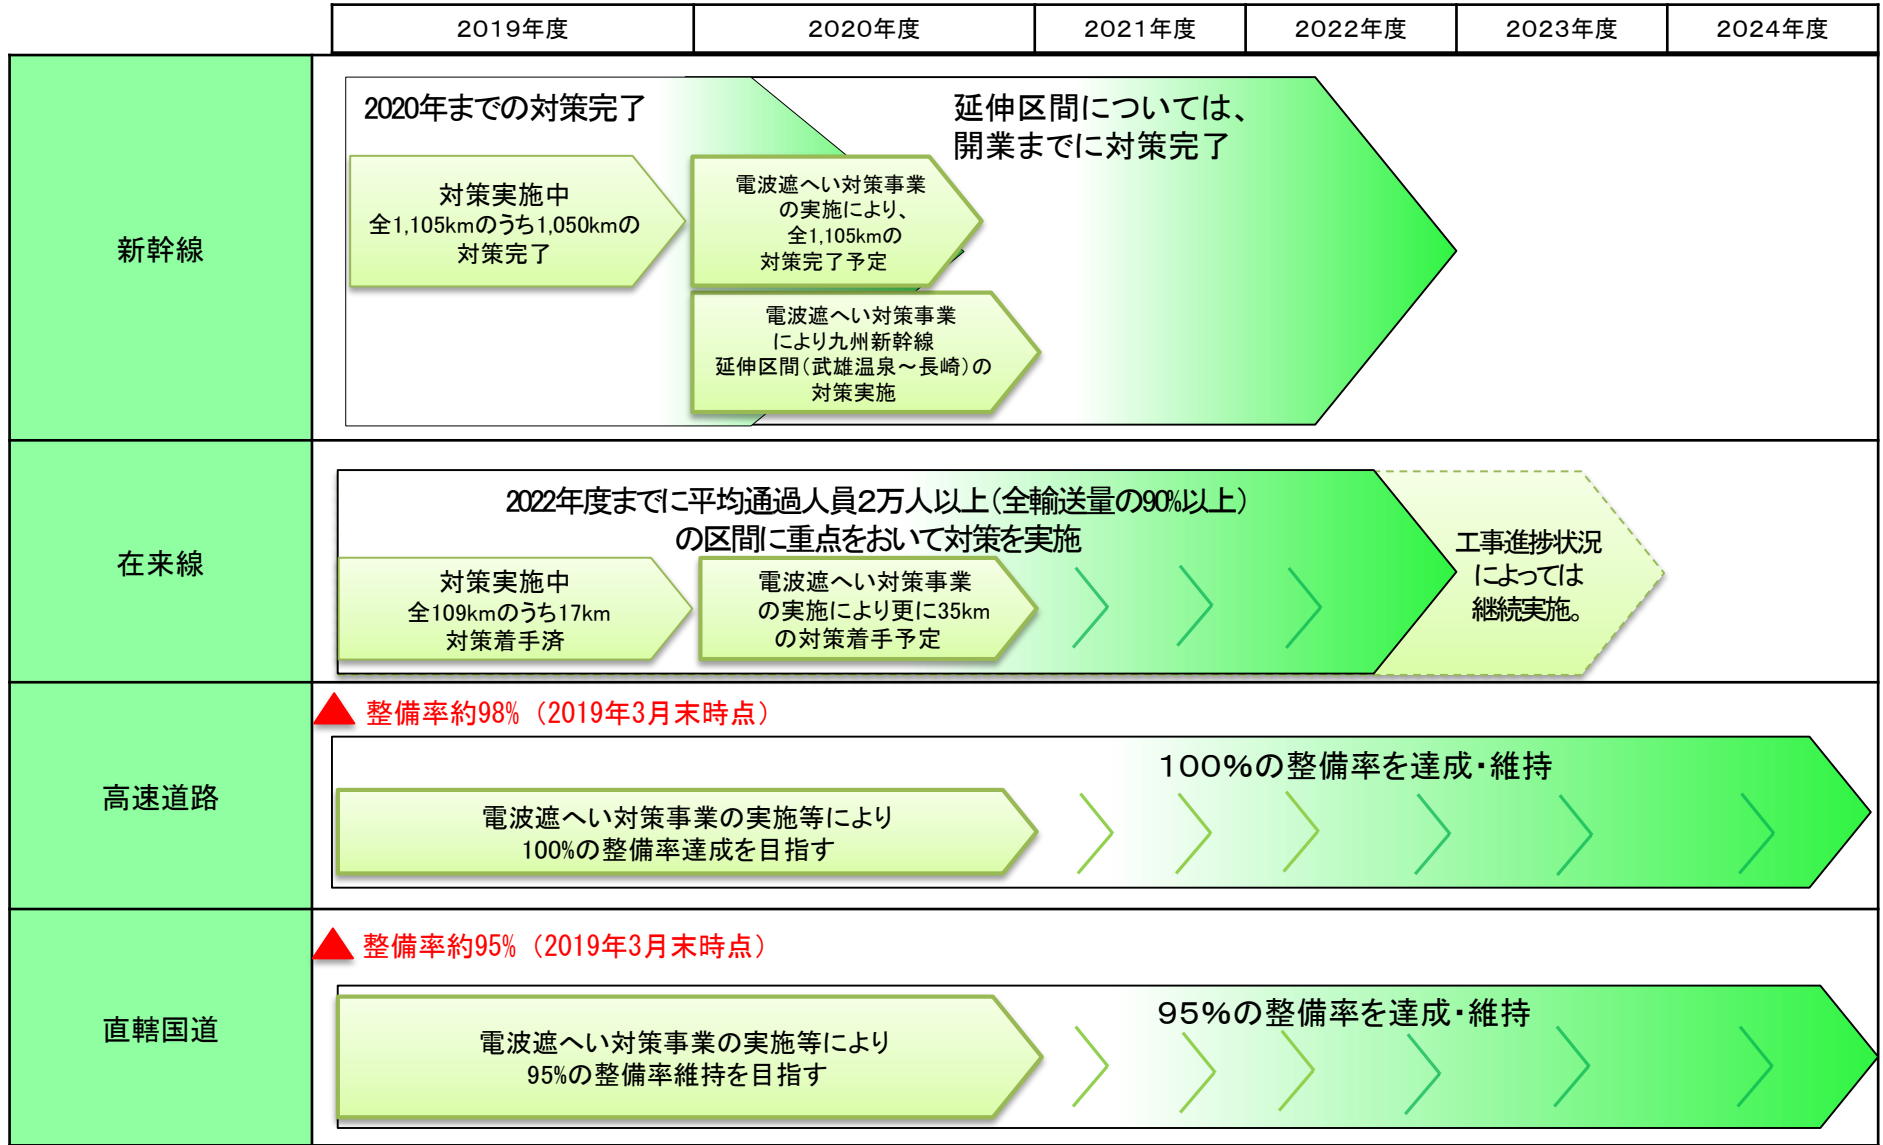 2019年度
2020年度
2021年度
2022年度
2023年度
2024年度
新幹線
2020年までの対策完了
対策実施中
全1,105kmのうち1,050kmの
対策完了
電波遮へい対策事業
の実施により、
全1,105kmの
対策完了予定
電波遮へい対策事業
により九州新幹線
延伸区間(武雄温泉～長崎)の
対策実施
延伸区間については、
開業までに対策完了
在来線
2022年度までに平均通過人員2万人以上(全輸送量の90%以上)
の区間に重点をおいて対策を実施
対策実施中
全109kmのうち17km
対策着手済
電波遮へい対策事業
の実施により更に35km
の対策着手予定
工事進捗状況
によっては
継続実施。
高速道路
整備率約98%（2019年3月末時点）
100%の整備率を達成・維持
電波遮へい対策事業の実施等により
100%の整備率達成を目指す
直轄国道
整備率約95%（2019年3月末時点）
95%の整備率を達成・維持
電波遮へい対策事業の実施等により
95%の整備率維持を目指す